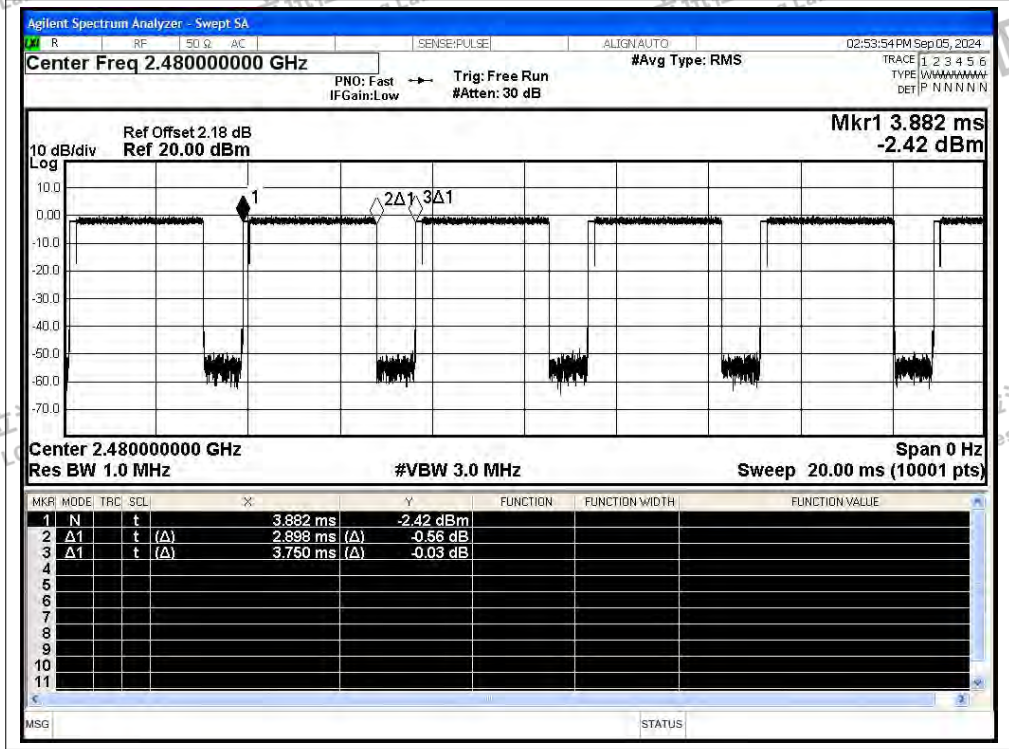 Agilent Spectrum Analyzer - Swept SA
LXI R RF 50 Ω AC SENSE:PULSE ALIGN AUTO 02:53:54 PM Sep 05, 2024
Center Freq 2.480000000 GHz #Avg Type: RMS TRACE 1 2 3 4 5 6
PNO: Fast Trig: Free Run TYPE WWWWWW
IFGain:Low #Atten: 30 dB DET P N N N N N
Mkr1 3.882 ms
Ref Offset 2.18 dB
10 dB/div Ref 20.00 dBm -2.42 dBm
Log
10.0
1 2Δ1 3Δ1
0.00
-10.0
-20.0
-30.0
-40.0
-50.0
-60.0
-70.0
Center 2.480000000 GHz Span 0 Hz
Res BW 1.0 MHz #VBW 3.0 MHz Sweep 20.00 ms (10001 pts)
MKR MODE TRC SCL X Y FUNCTION FUNCTION WIDTH FUNCTION VALUE
1 N t 3.882 ms -2.42 dBm
2 Δ1 t (Δ) 2.898 ms (Δ) -0.56 dB
3 Δ1 t (Δ) 3.750 ms (Δ) -0.03 dB
4
5
6
7
8
9
10
11
MSG STATUS